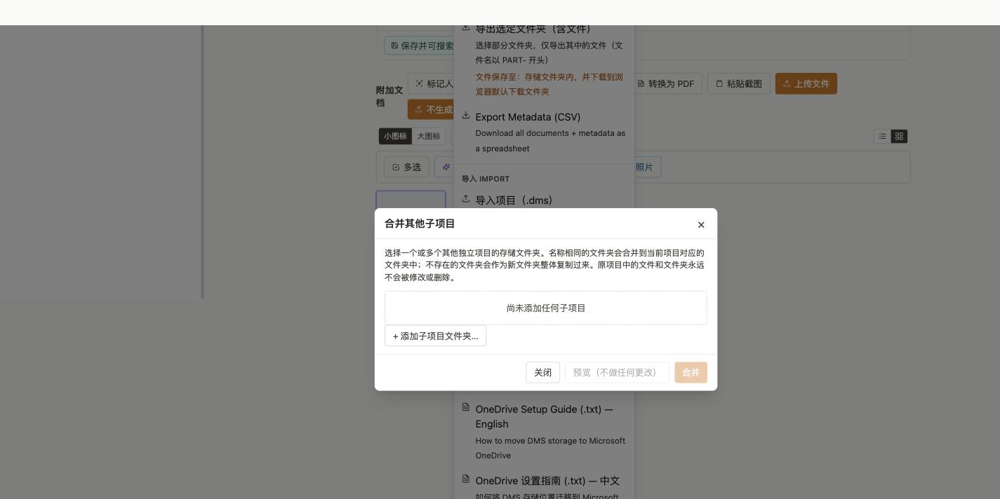 导出选定文件夹（含文件）
选择部分文件夹，仅导出其中的文件（文
件名以 PART- 开头）
文件保存至：存储文件夹内，并下载到浏
览器默认下载文件夹
保存并可搜索
附加文
档
标记人
转换为 PDF
粘贴截图
上传文件
不生成
Export Metadata (CSV)
Download all documents + metadata as
a spreadsheet
小图标
大图标
多选
照片
导入 IMPORT
导入项目（.dms）
合并其他子项目
×
选择一个或多个其他独立项目的存储文件夹。名称相同的文件夹会合并到当前项目对应的
文件夹中；不存在的文件夹会作为新文件夹整体复制过来。原项目中的文件和文件夹永远
不会被修改或删除。
尚未添加任何子项目
+ 添加子项目文件夹...
关闭
预览（不做任何更改）
合并
OneDrive Setup Guide (.txt) —
English
How to move DMS storage to Microsoft
OneDrive
OneDrive 设置指南 (.txt) — 中文
如何将 DMS 存储位置迁移到 Microsoft